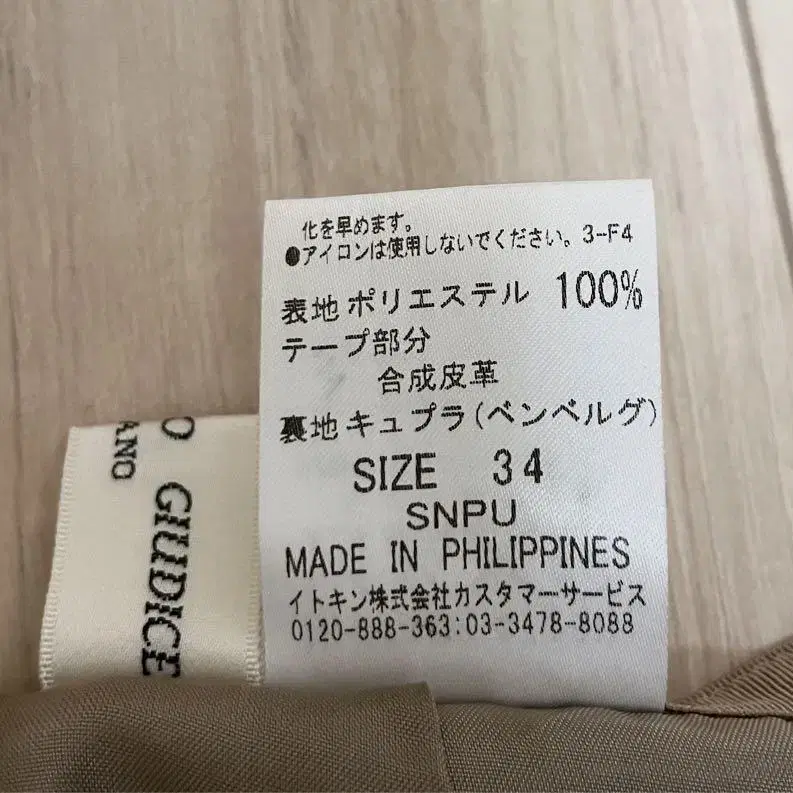 化を早めます。
●アイロンは使用しないでください。3-F4
表地 ポリエステル 100%
テープ部分
合成皮革
裏地 キュプラ(ベンベルグ)
SIZE 34
SNPU
MADE IN PHILIPPINES
イトキン株式会社カスタマーサービス
0120-888-363:03-3478-8088
GIUDICE